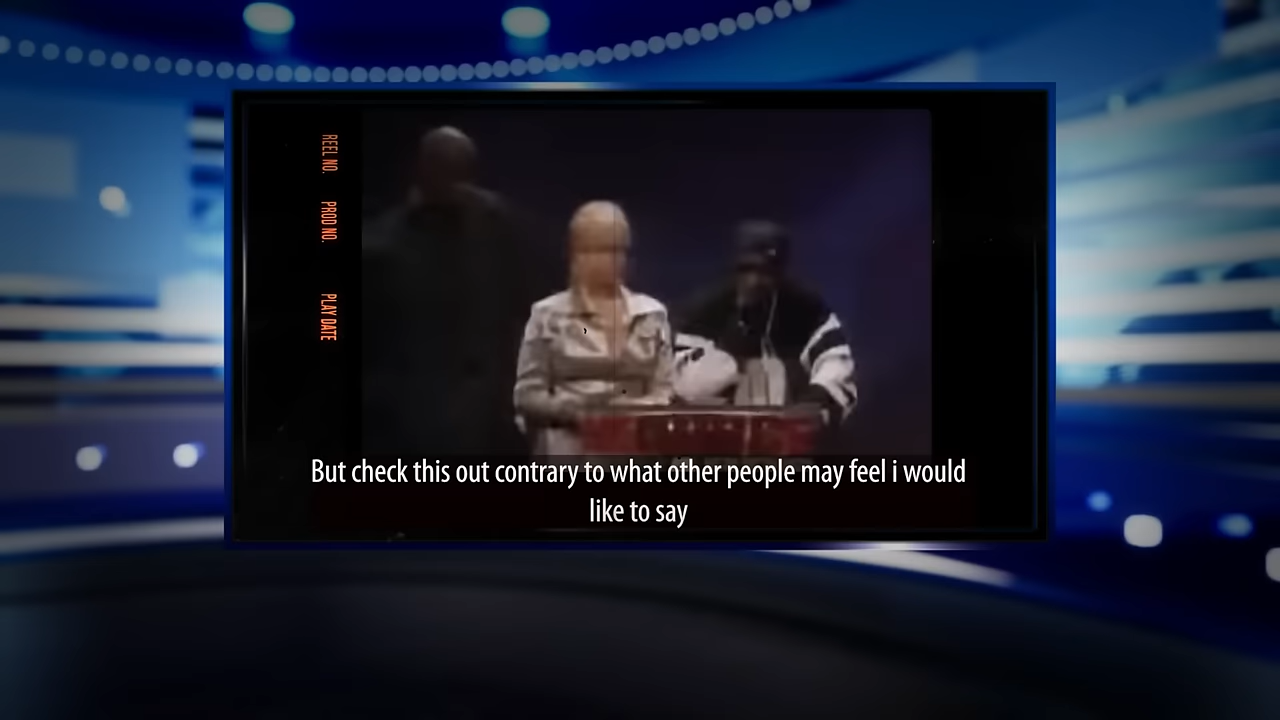 REEL NO.
PROD NO.
PLAY DATE
But check this out contrary to what other people may feel i would
like to say